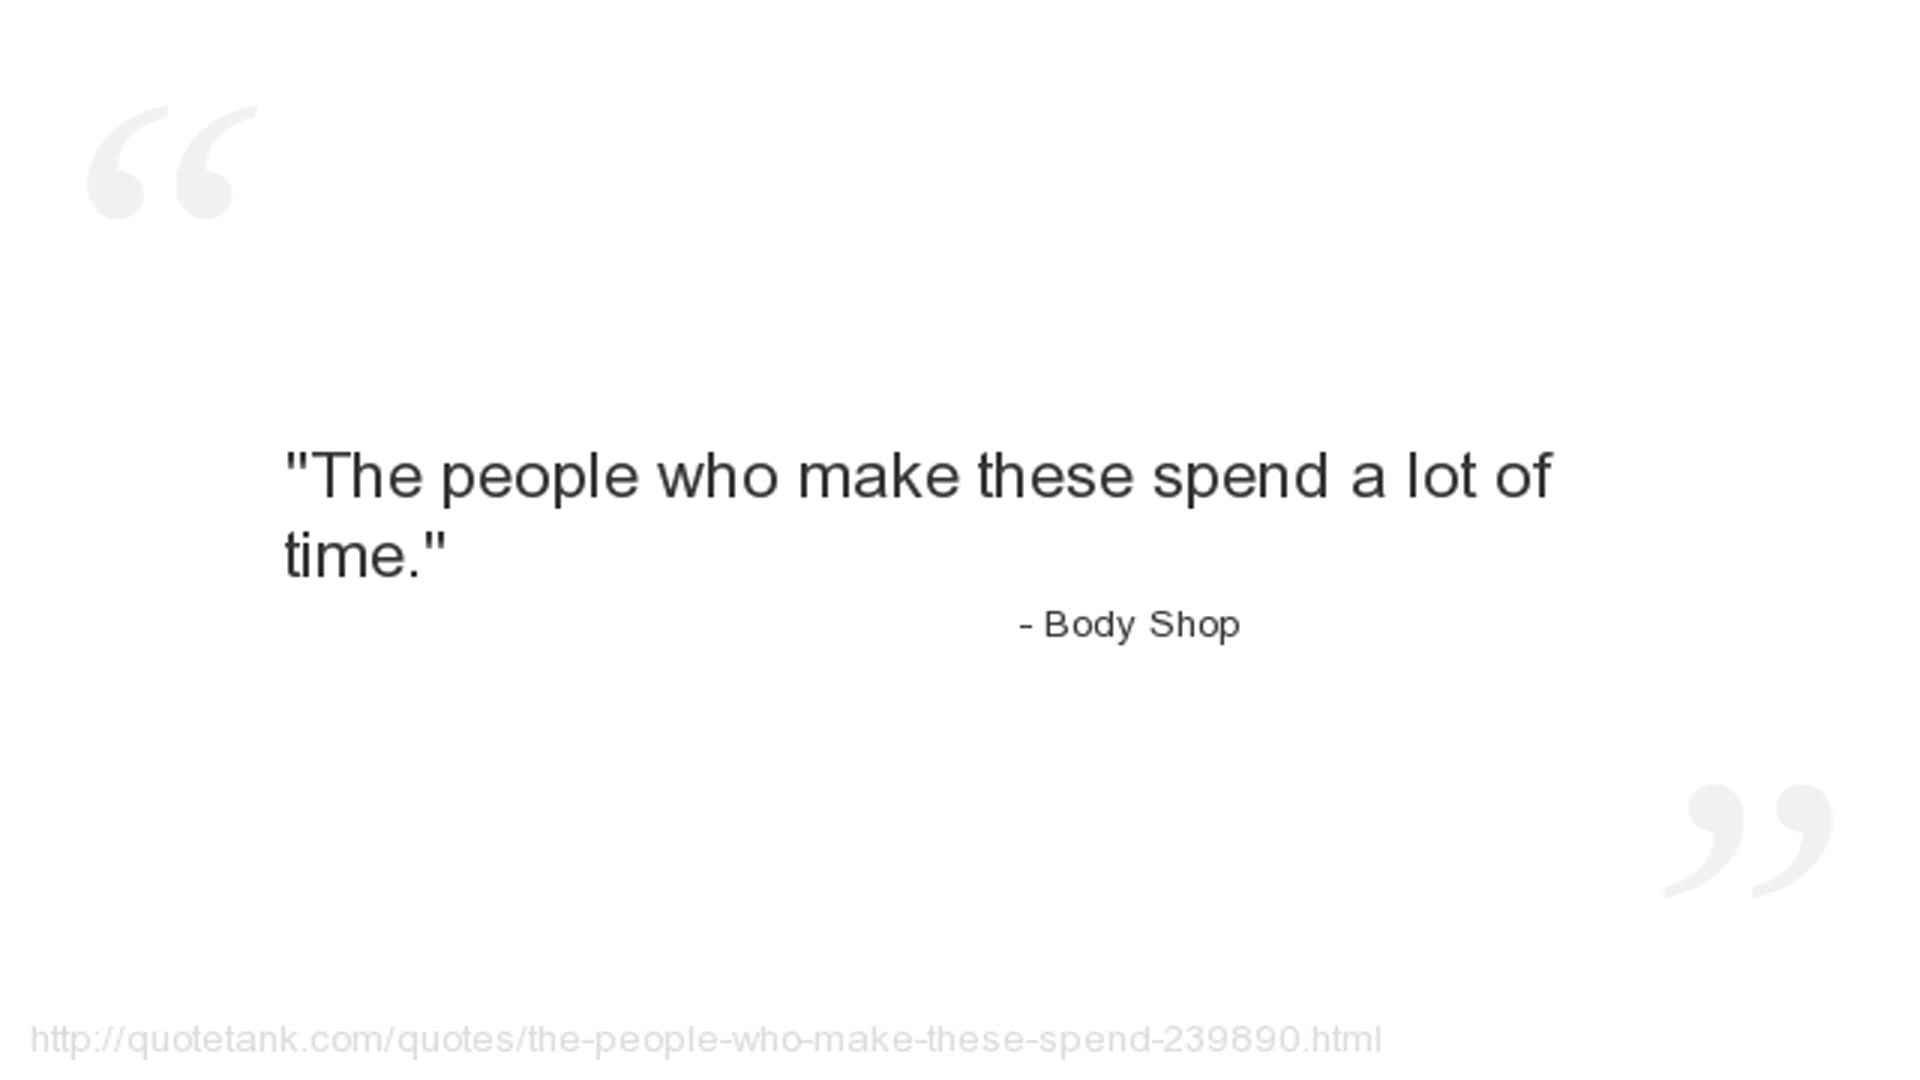 "The people who make these spend a lot of
time."
- Body Shop
http://quotetank.com/quotes/the-people-who-make-these-spend-239890.html